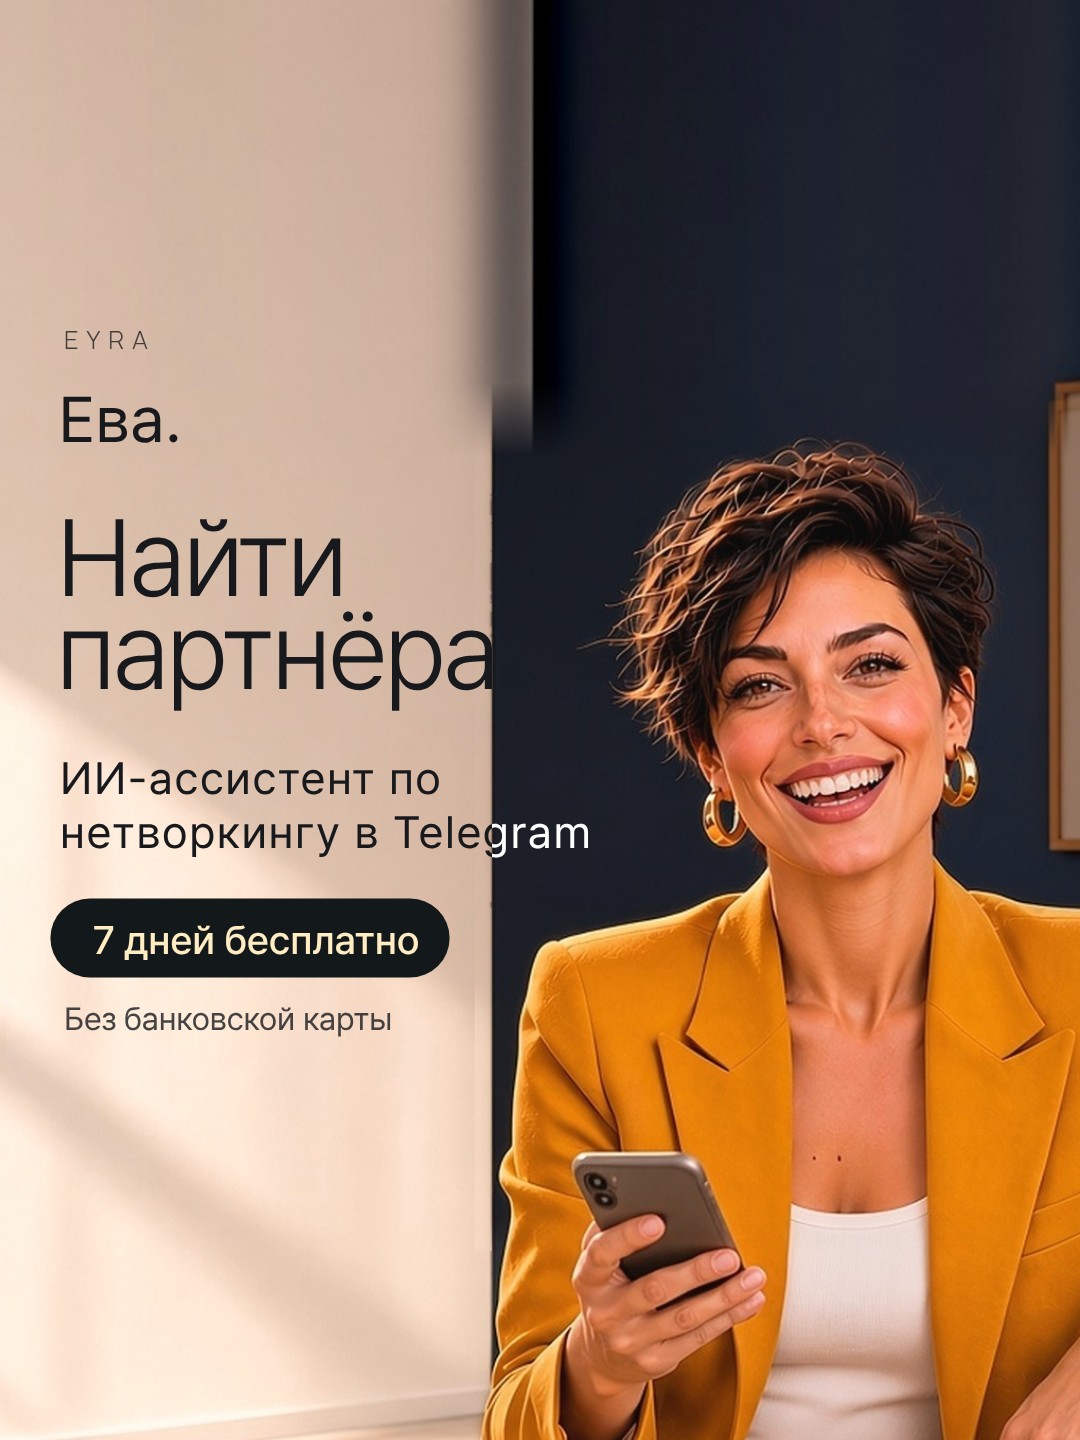 EYRA
Ева.
Найти
партнёра
ИИ-ассистент по
нетворкингу в Telegram
7 дней бесплатно
Без банковской карты